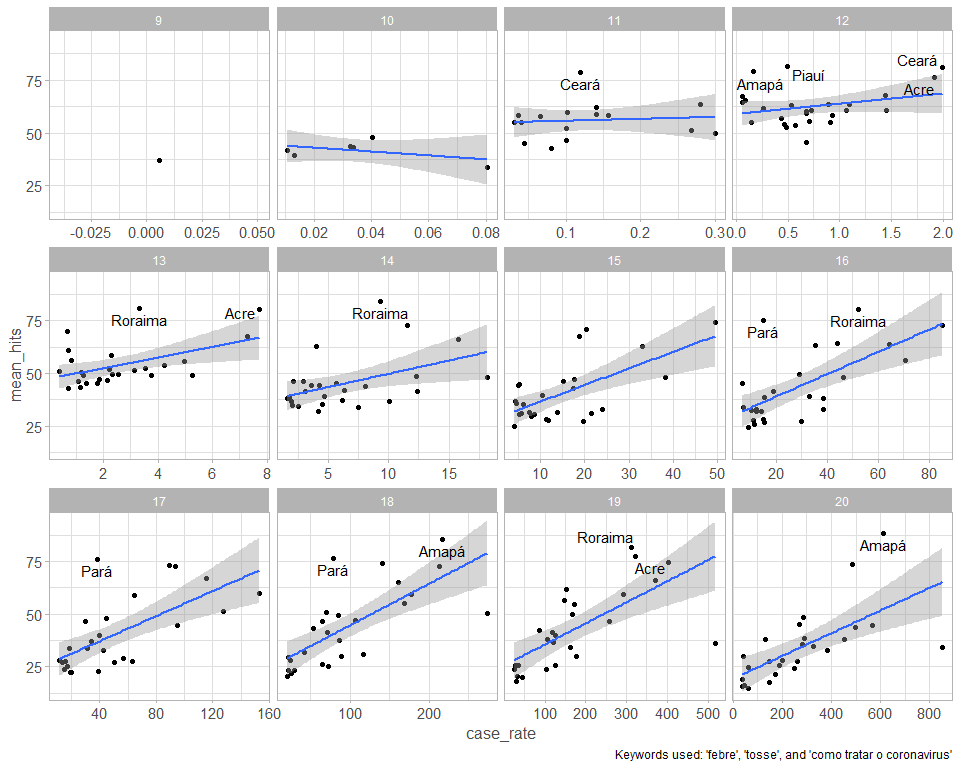 9 10 11 12
75
50
25
Ceará
Amapá
Piauí
Ceará
Acre
-0.025 0.000 0.025 0.050 0.02 0.04 0.06 0.08 0.1 0.2 0.3 0.0 0.5 1.0 1.5 2.0
13 14 15 16
mean_hits
75
50
25
Roraima
Acre
Roraima
Pará
Roraima
2 4 6 8 5 10 15 10 20 30 40 50 20 40 60 80
17 18 19 20
75
50
25
Pará
Pará
Amapá
Roraima
Acre
Amapá
40 80 120 160 100 200 100 200 300 400 500 0 200 400 600 800
case_rate
Keywords used: 'febre', 'tosse', and 'como tratar o coronavirus'